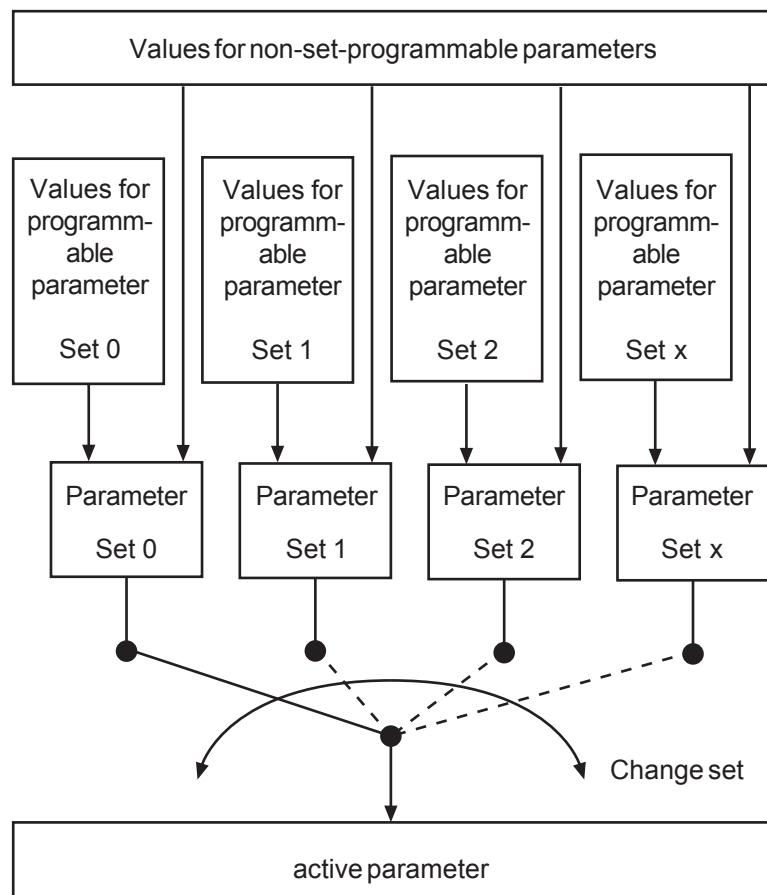 Values for non-set-programmable parameters
Values for
programm-
able
parameter
Set 0
Values for
programm-
able
parameter
Set 1
Values for
programm-
able
parameter
Set 2
Values for
programm-
able
parameter
Set x
Parameter
Set 0
Parameter
Set 1
Parameter
Set 2
Parameter
Set x
Change set
active parameter